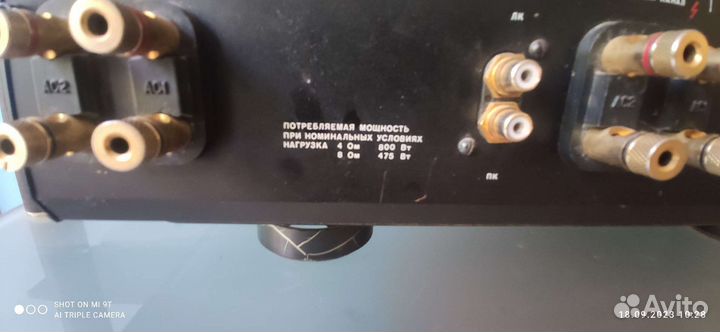 КАНАЛ
ЛК
АС2 АС1
АС2
ПОТРЕБЛЯЕМАЯ МОЩНОСТЬ
ПРИ НОМИНАЛЬНЫХ УСЛОВИЯХ
НАГРУЗКА 4 Ом 800 Вт
8 Ом 475 Вт
ПК
SHOT ON MI 9T
AI TRIPLE CAMERA
Avito
18.09.2023 10:28